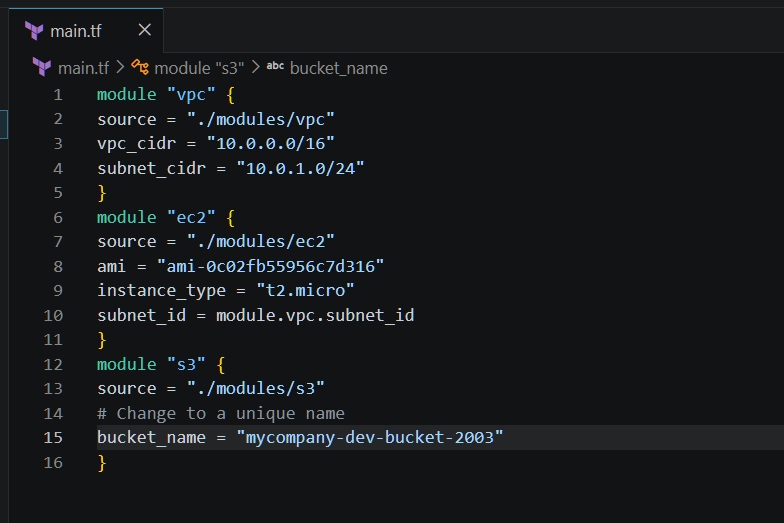 main.tf
main.tf > module "s3" > abc bucket_name
1 module "vpc" {
2 source = "./modules/vpc"
3 vpc_cidr = "10.0.0.0/16"
4 subnet_cidr = "10.0.1.0/24"
5 }
6 module "ec2" {
7 source = "./modules/ec2"
8 ami = "ami-0c02fb55956c7d316"
9 instance_type = "t2.micro"
10 subnet_id = module.vpc.subnet_id
11 }
12 module "s3" {
13 source = "./modules/s3"
14 # Change to a unique name
15 bucket_name = "mycompany-dev-bucket-2003"
16 }